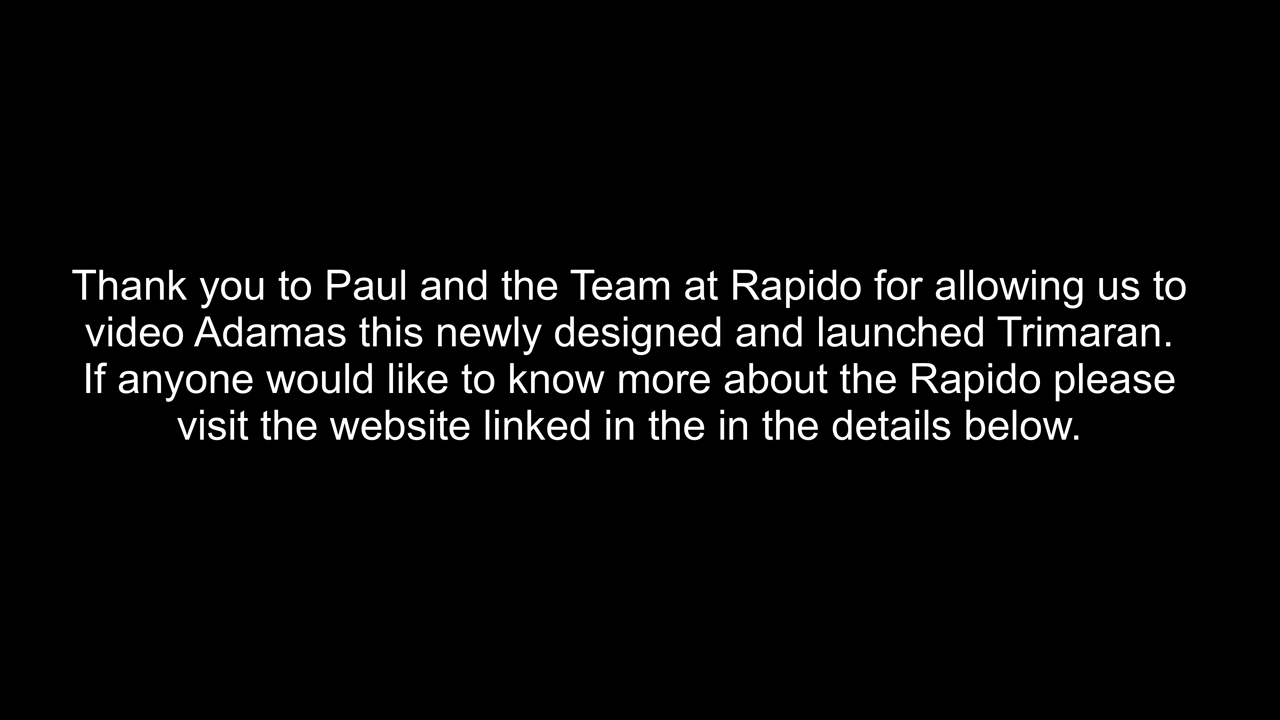 Thank you to Paul and the Team at Rapido for allowing us to
video Adamas this newly designed and launched Trimaran.
If anyone would like to know more about the Rapido please
visit the website linked in the in the details below.